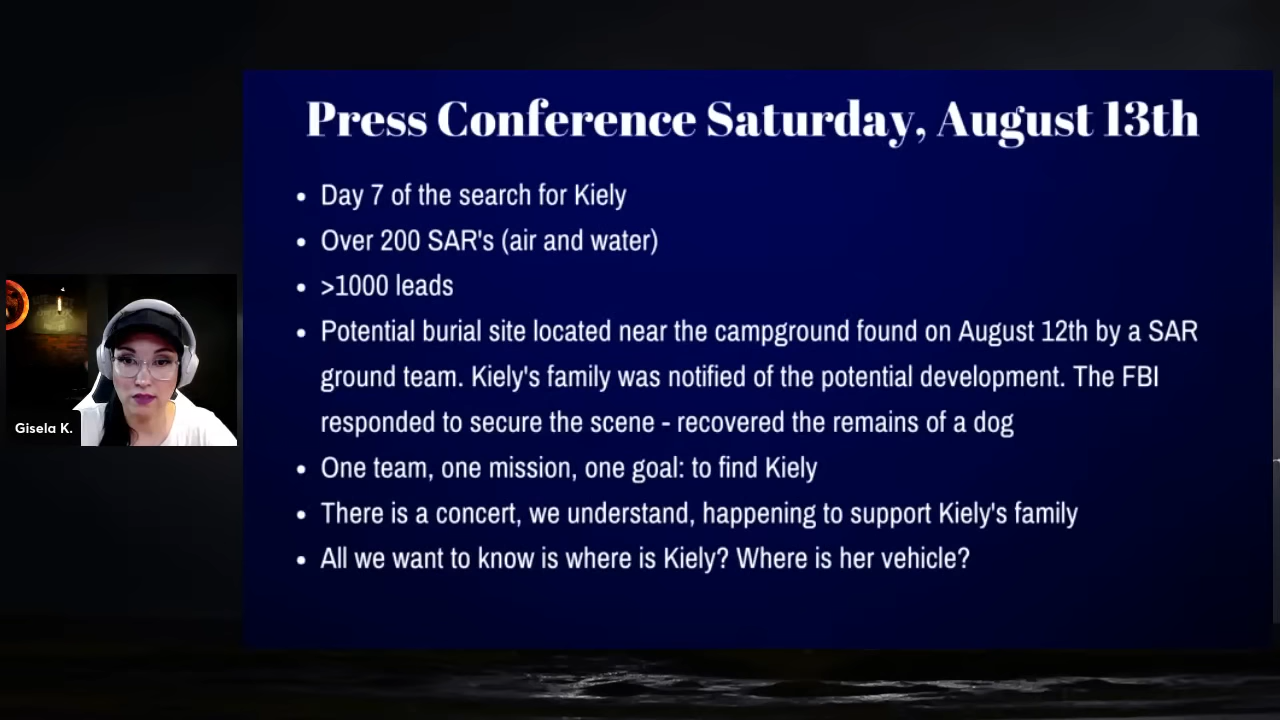 Press Conference Saturday, August 13th
• Day 7 of the search for Kiely
• Over 200 SAR's (air and water)
• >1000 leads
• Potential burial site located near the campground found on August 12th by a SAR
ground team. Kiely's family was notified of the potential development. The FBI
responded to secure the scene - recovered the remains of a dog
• One team, one mission, one goal: to find Kiely
• There is a concert, we understand, happening to support Kiely's family
• All we want to know is where is Kiely? Where is her vehicle?
Gisela K.